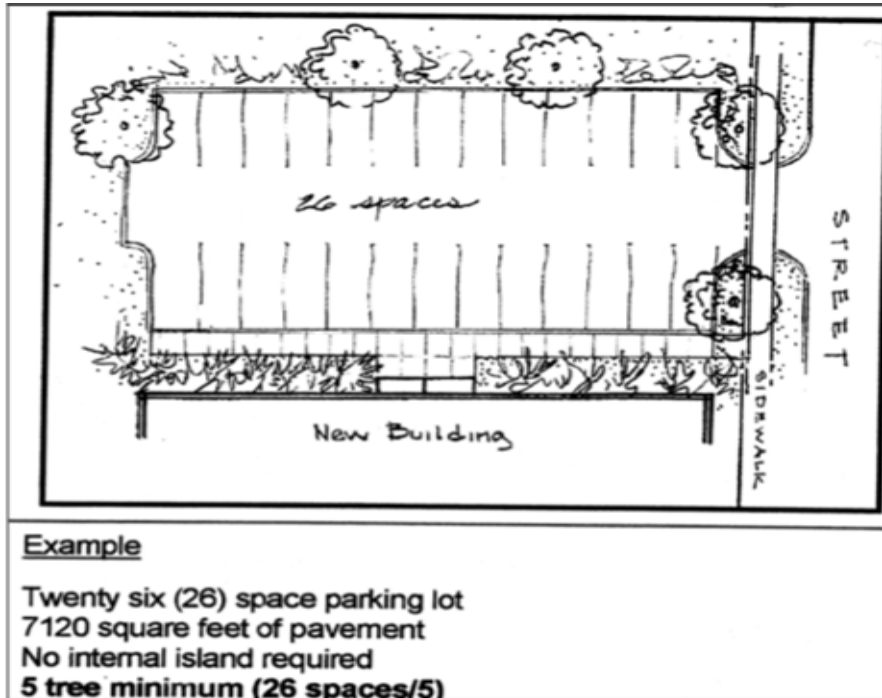 26 spaces
STREET
SIDEWALK
New Building
Example
Twenty six (26) space parking lot
7120 square feet of pavement
No internal island required
5 tree minimum (26 spaces/5)